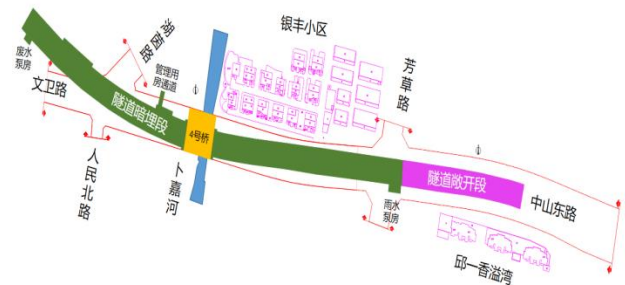 银丰小区
湖西路
芳草路
废水
泵房
管理用
房通道
文卫路
隧道暗埋段
4号桥
人民北路
卜嘉河
隧道敞开段
中山东路
雨水
泵房
邱一香溢湾